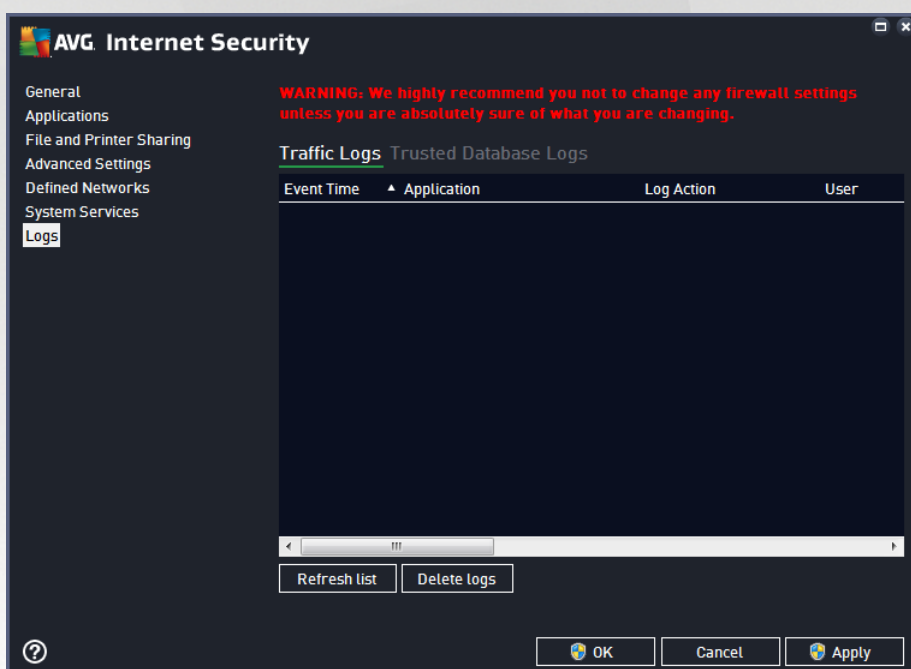 AVG. Internet Security
General
Applications
File and Printer Sharing
Advanced Settings
Defined Networks
System Services
Logs
WARNING: We highly recommend you not to change any firewall settings
unless you are absolutely sure of what you are changing.
Traffic Logs Trusted Database Logs
Event Time Application Log Action User
Refresh list Delete logs
? OK Cancel Apply